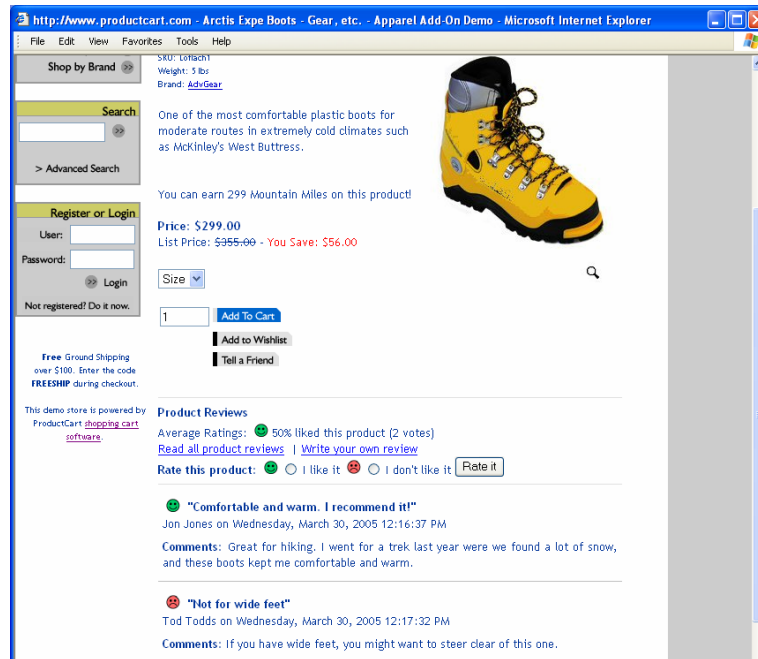 http://www.productcart.com - Arctis Expe Boots - Gear, etc. - Apparel Add-On Demo - Microsoft Internet Explorer
File Edit View Favorites Tools Help
Shop by Brand
Search
> Advanced Search
Register or Login
User:
Password:
Login
Not registered? Do it now.
Free Ground Shipping
over $100. Enter the code
FREESHIP during checkout.
This demo store is powered by
ProductCart shopping cart
software.
SKU: Loflach1
Weight: 5 lbs
Brand: AdvGear
One of the most comfortable plastic boots for
moderate routes in extremely cold climates such
as McKinley's West Buttress.
You can earn 299 Mountain Miles on this product!
Price: $299.00
List Price: $355.00 - You Save: $56.00
Size
1
Add To Cart
Add to Wishlist
Tell a Friend
Product Reviews
Average Ratings: 50% liked this product (2 votes)
Read all product reviews | Write your own review
Rate this product: I like it I don't like it Rate it
"Comfortable and warm. I recommend it!"
Jon Jones on Wednesday, March 30, 2005 12:16:37 PM
Comments: Great for hiking. I went for a trek last year were we found a lot of snow,
and these boots kept me comfortable and warm.
"Not for wide feet"
Tod Todds on Wednesday, March 30, 2005 12:17:32 PM
Comments: If you have wide feet, you might want to steer clear of this one.